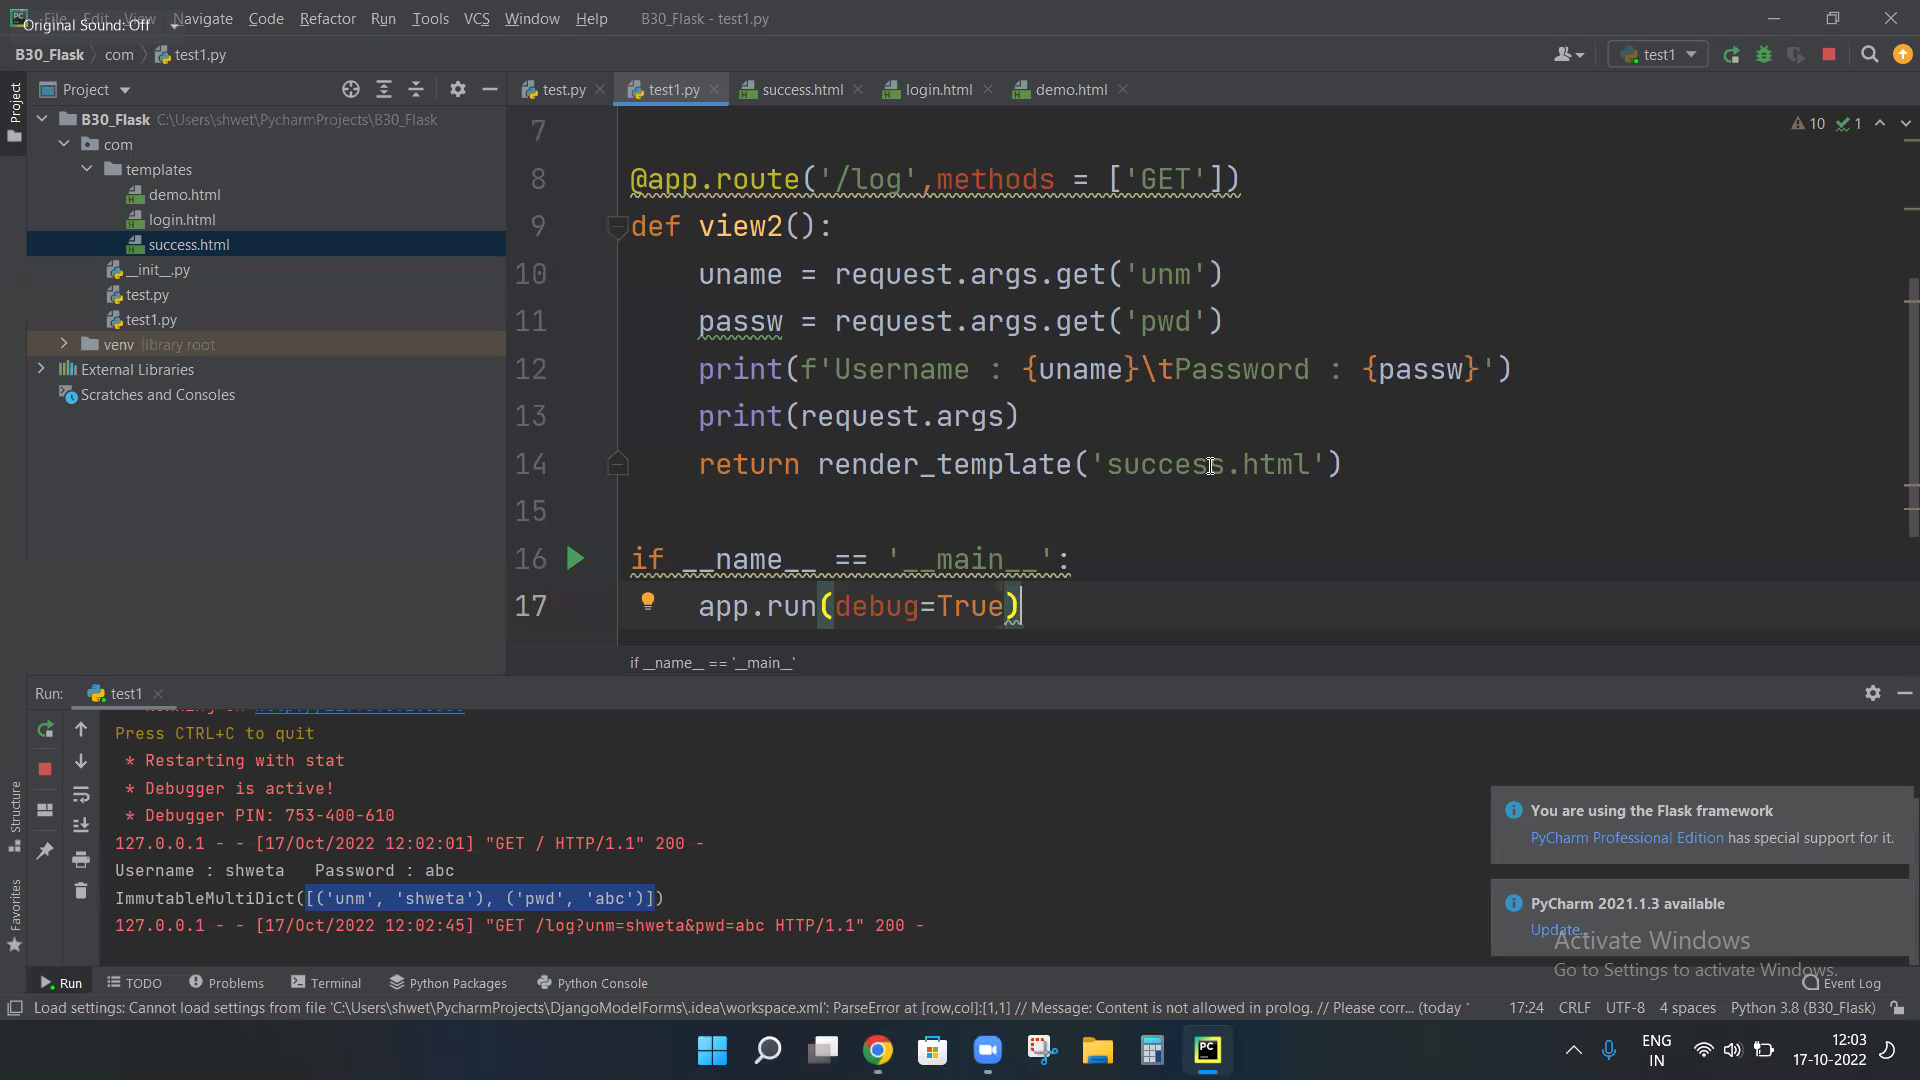 File Edit View Navigate Code Refactor Run Tools VCS Window Help B30_Flask - test1.py
Original Sound: Off
B30_Flask com test1.py
test1
Project
Project
test.py test1.py success.html login.html demo.html
B30_Flask C:\Users\shwet\PycharmProjects\B30_Flask
com
templates
demo.html
login.html
success.html
__init__.py
test.py
test1.py
venv library root
External Libraries
Scratches and Consoles
10 1
7
8 @app.route('/log',methods = ['GET'])
9 def view2():
10 uname = request.args.get('unm')
11 passw = request.args.get('pwd')
12 print(f'Username : {uname}\tPassword : {passw}')
13 print(request.args)
14 return render_template('success.html')
15
16 if __name__ == '__main__':
17 app.run(debug=True)
if __name__ == '__main__'
Run: test1
Press CTRL+C to quit
* Restarting with stat
* Debugger is active!
* Debugger PIN: 753-400-610
127.0.0.1 - - [17/Oct/2022 12:02:01] "GET / HTTP/1.1" 200 -
Username : shweta Password : abc
ImmutableMultiDict([('unm', 'shweta'), ('pwd', 'abc')])
127.0.0.1 - - [17/Oct/2022 12:02:45] "GET /log?unm=shweta&pwd=abc HTTP/1.1" 200 -
Structure
Favorites
You are using the Flask framework
PyCharm Professional Edition has special support for it.
PyCharm 2021.1.3 available
Update...
Activate Windows
Go to Settings to activate Windows.
Run TODO Problems Terminal Python Packages Python Console Event Log
Load settings: Cannot load settings from file 'C:\Users\shwet\PycharmProjects\DjangoModelForms\.idea\workspace.xml': ParseError at [row,col]:[1,1] // Message: Content is not allowed in prolog. // Please corr... (today 17:24 CRLF UTF-8 4 spaces Python 3.8 (B30_Flask)
PC
ENG
IN
12:03
17-10-2022